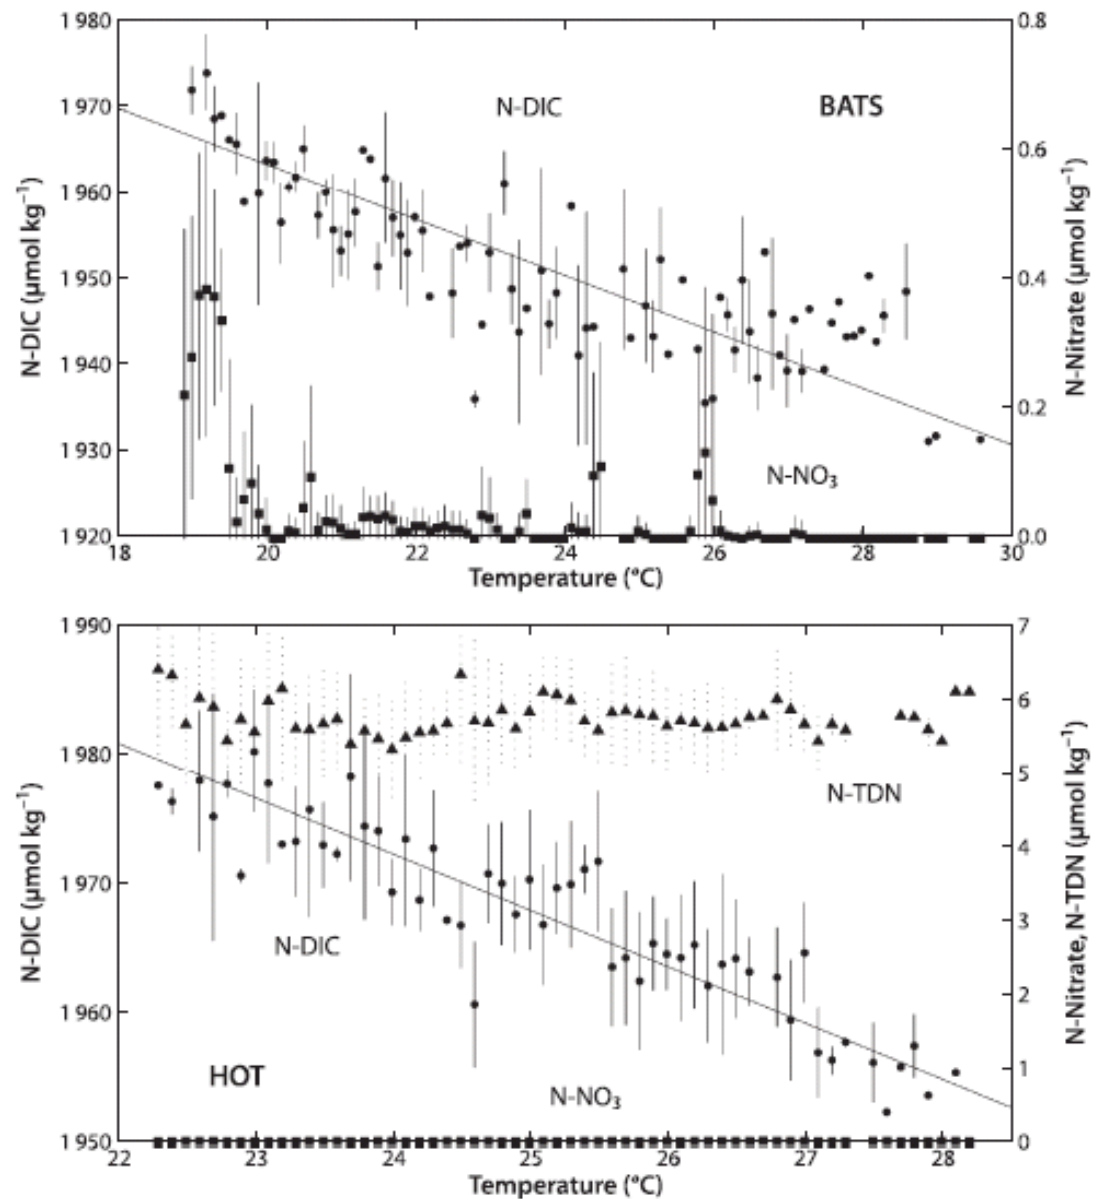 1 980
1 970
1 960
1 950
1 940
1 930
1 920
N-DIC (μmol kg⁻¹)
N-DIC
BATS
N-NO₃
0.8
0.6
0.4
0.2
0.0
N-Nitrate (μmol kg⁻¹)
18 20 22 24 26 28 30
Temperature (°C)
1 990
1 980
1 970
1 960
1 950
N-DIC (μmol kg⁻¹)
N-TDN
N-DIC
HOT
N-NO₃
7
6
5
4
3
2
1
0
N-Nitrate, N-TDN (μmol kg⁻¹)
22 23 24 25 26 27 28
Temperature (°C)